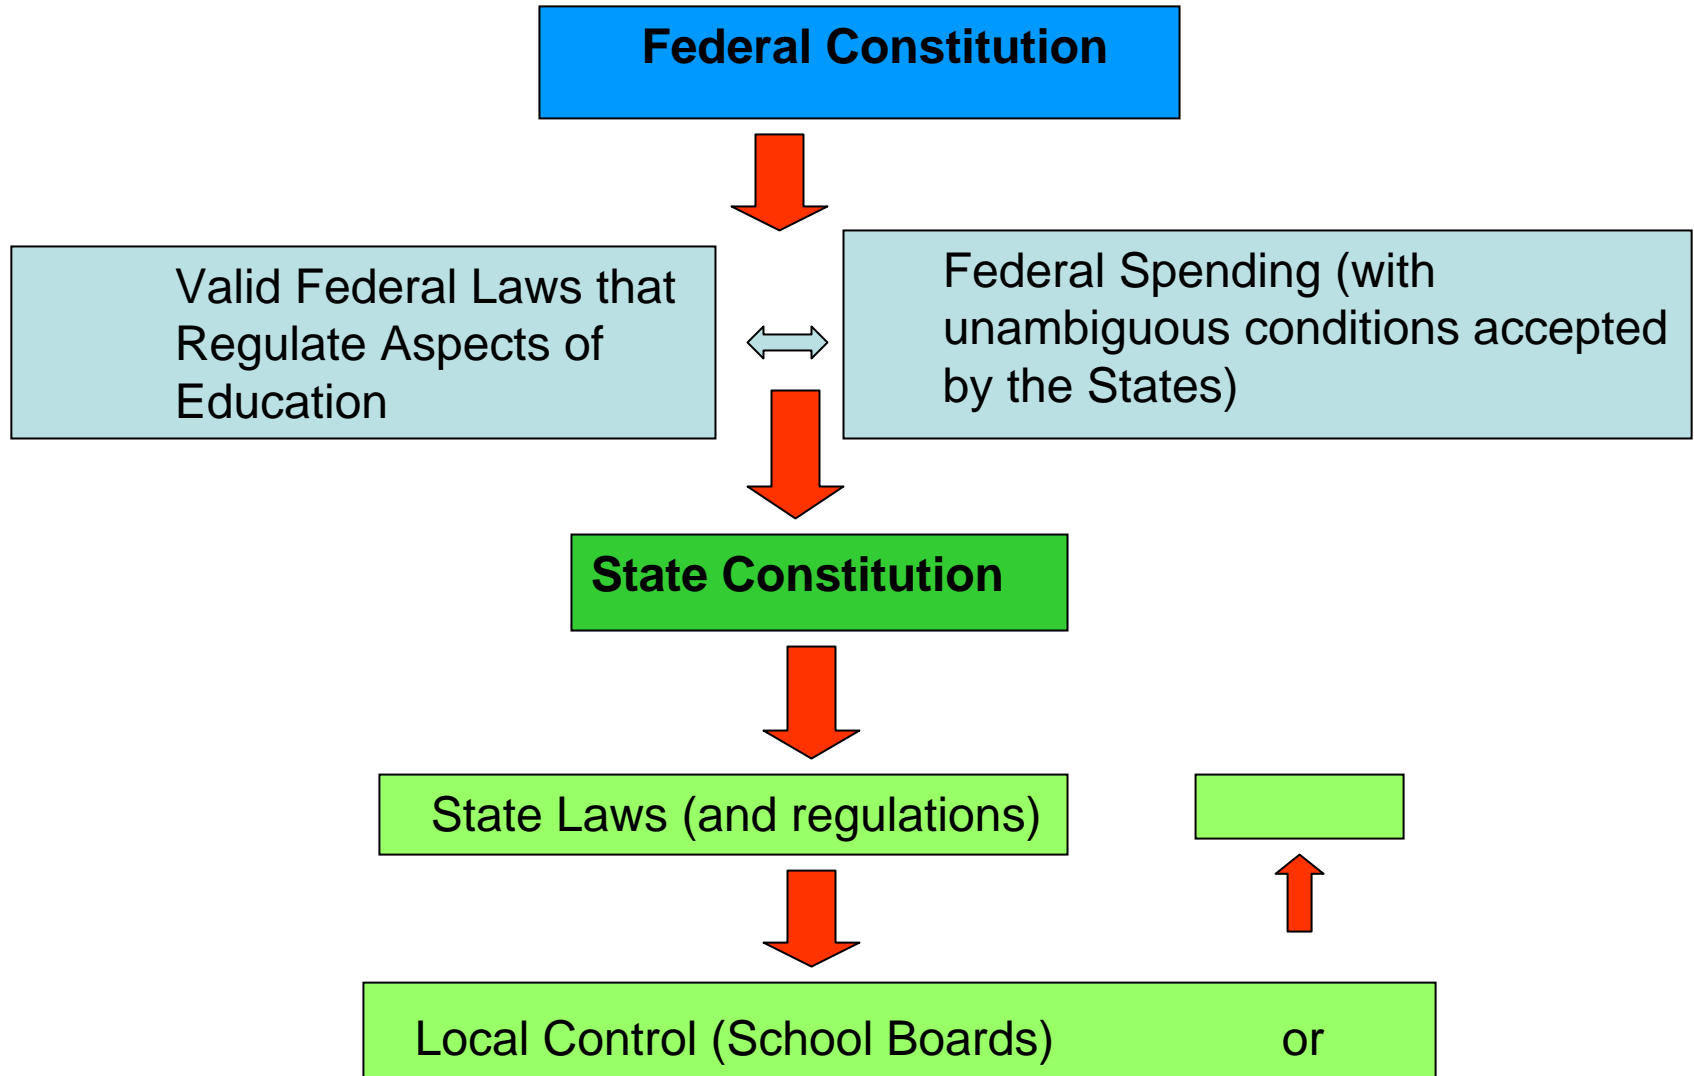 Federal Constitution
Valid Federal Laws that
Regulate Aspects of
Education
Federal Spending (with
unambiguous conditions accepted
by the States)
State Constitution
State Laws (and regulations)
Local Control (School Boards) or